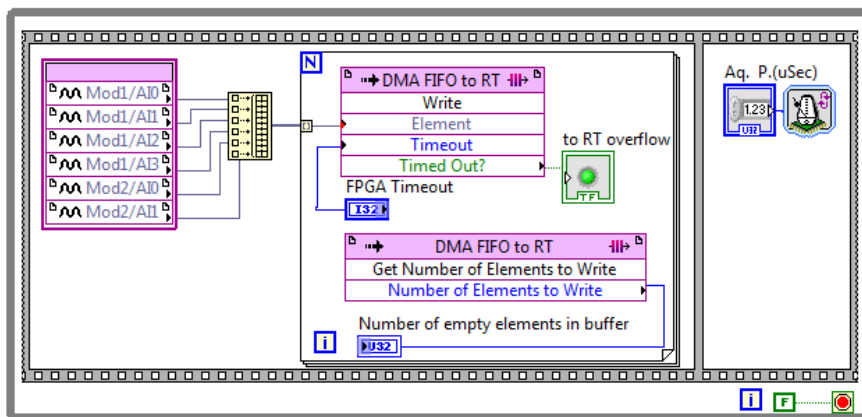 Mod1/AI0
Mod1/AI1
Mod1/AI2
Mod1/AI3
Mod2/AI0
Mod2/AI1
N
DMA FIFO to RT
Write
Element
Timeout
Timed Out?
FPGA Timeout
I32
to RT overflow
TF
DMA FIFO to RT
Get Number of Elements to Write
Number of Elements to Write
Number of empty elements in buffer
U32
i
Aq. P.(uSec)
1.23
U32
i
F